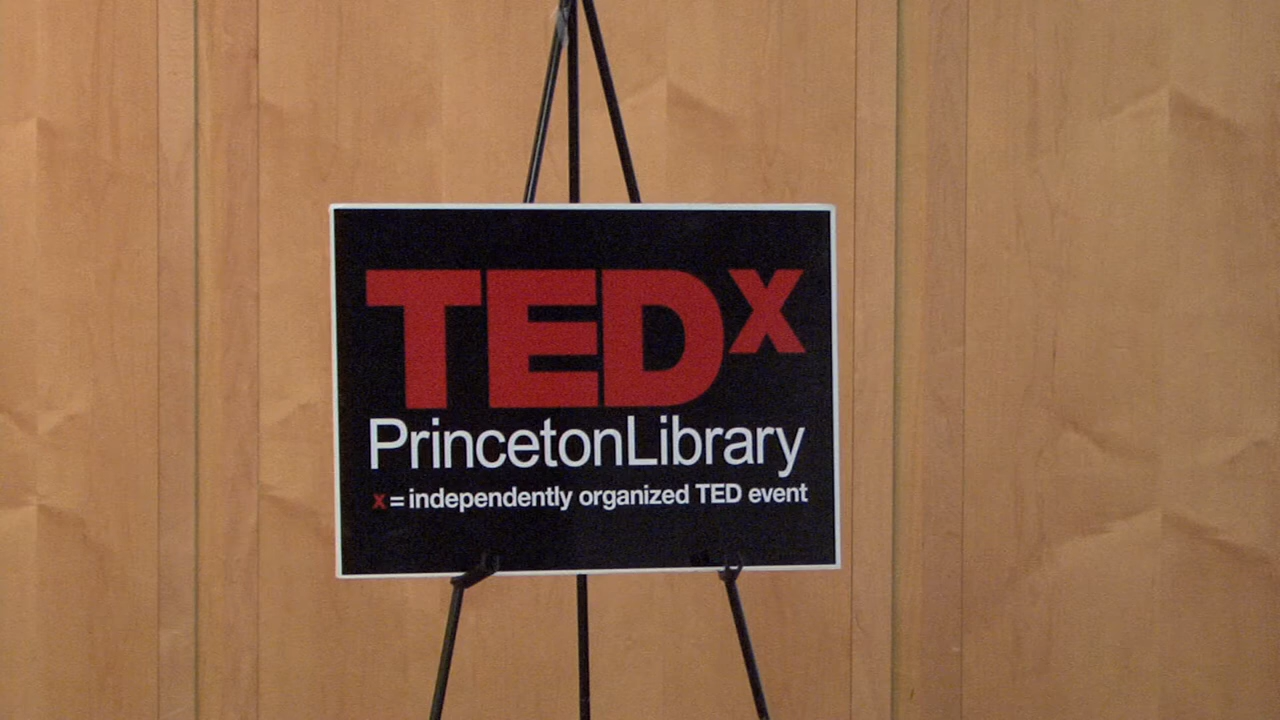 TEDx
PrincetonLibrary
x = independently organized TED event